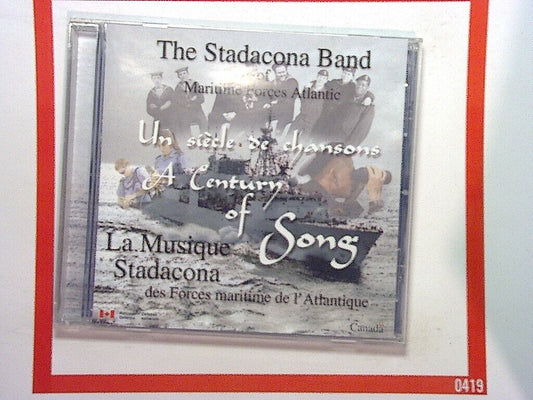 The Stadacona Band
of
Maritime Forces Atlantic
Un siècle de chansons
A Century
of Song
La Musique
Stadacona
des Forces maritime de l'Atlantique
Canada
0419